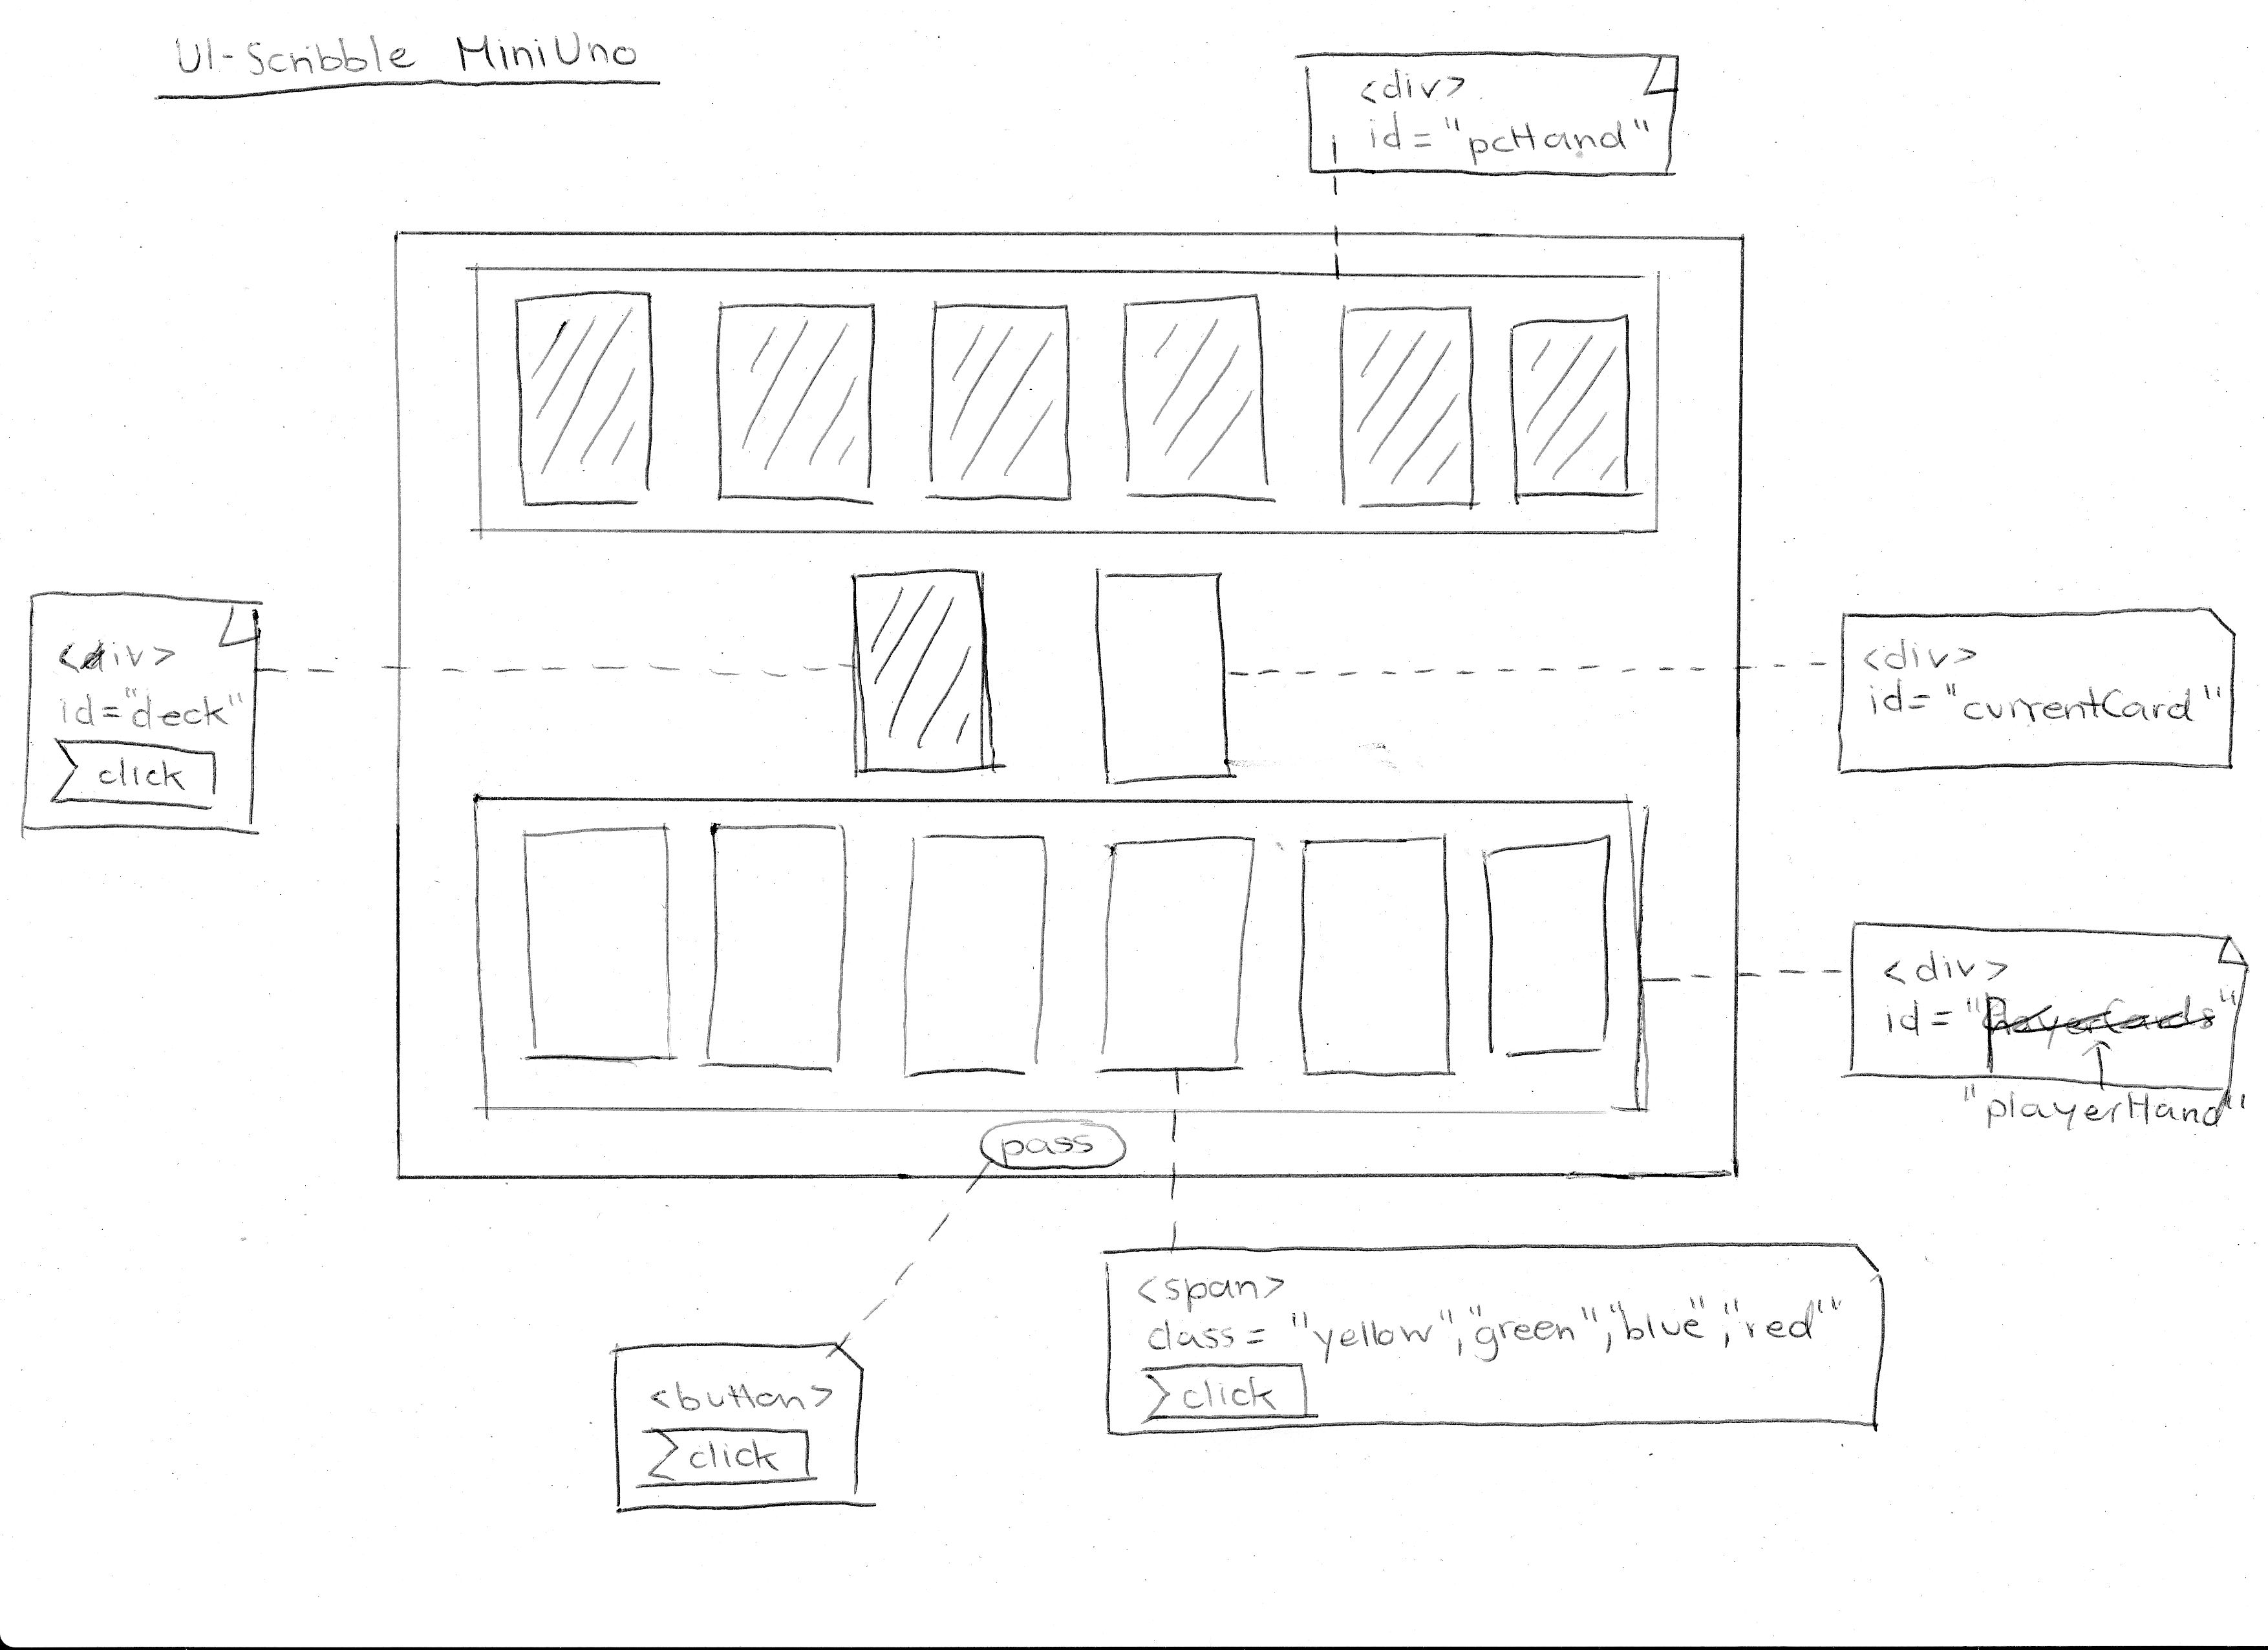 UI-Scribble MiniUno
<div>
id="pcHand"
<div>
id="deck"
click
<div>
id="currentCard"
<div>
id="playerCards"
"playerHand"
pass
<span>
class="yellow","green","blue","red"
click
<button>
click